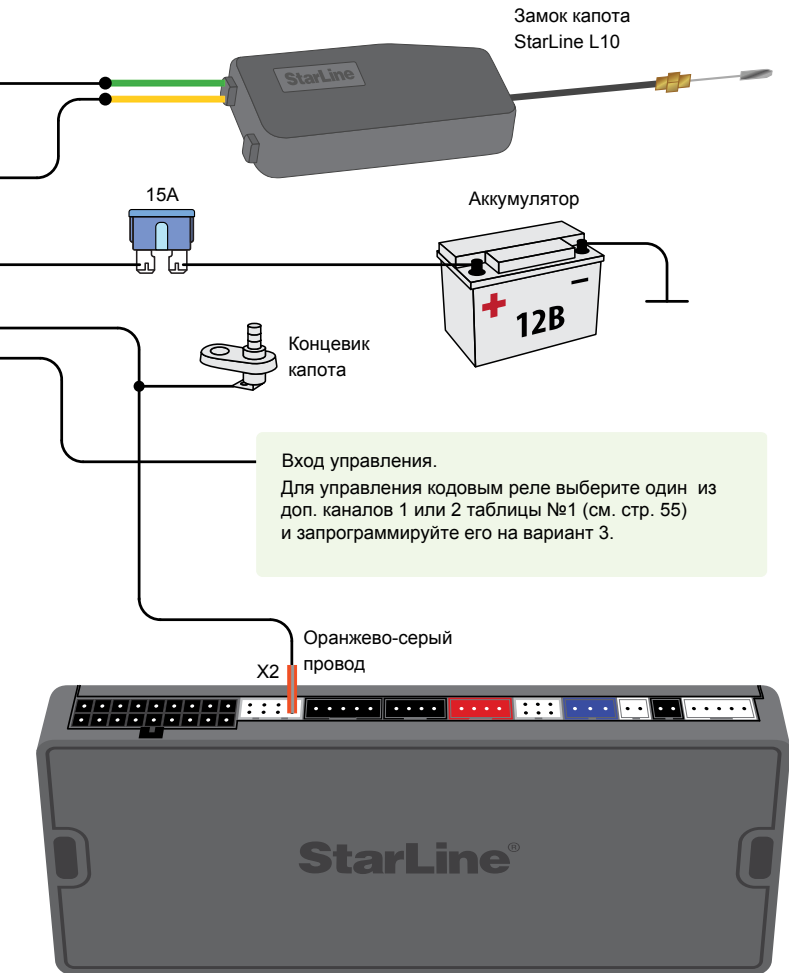 Замок капота
StarLine L10
StarLine
15А
Аккумулятор
12В
Концевик
капота
Вход управления.
Для управления кодовым реле выберите один из
доп. каналов 1 или 2 таблицы №1 (см. стр. 55)
и запрограммируйте его на вариант 3.
Оранжево-серый
провод
X2
StarLine®